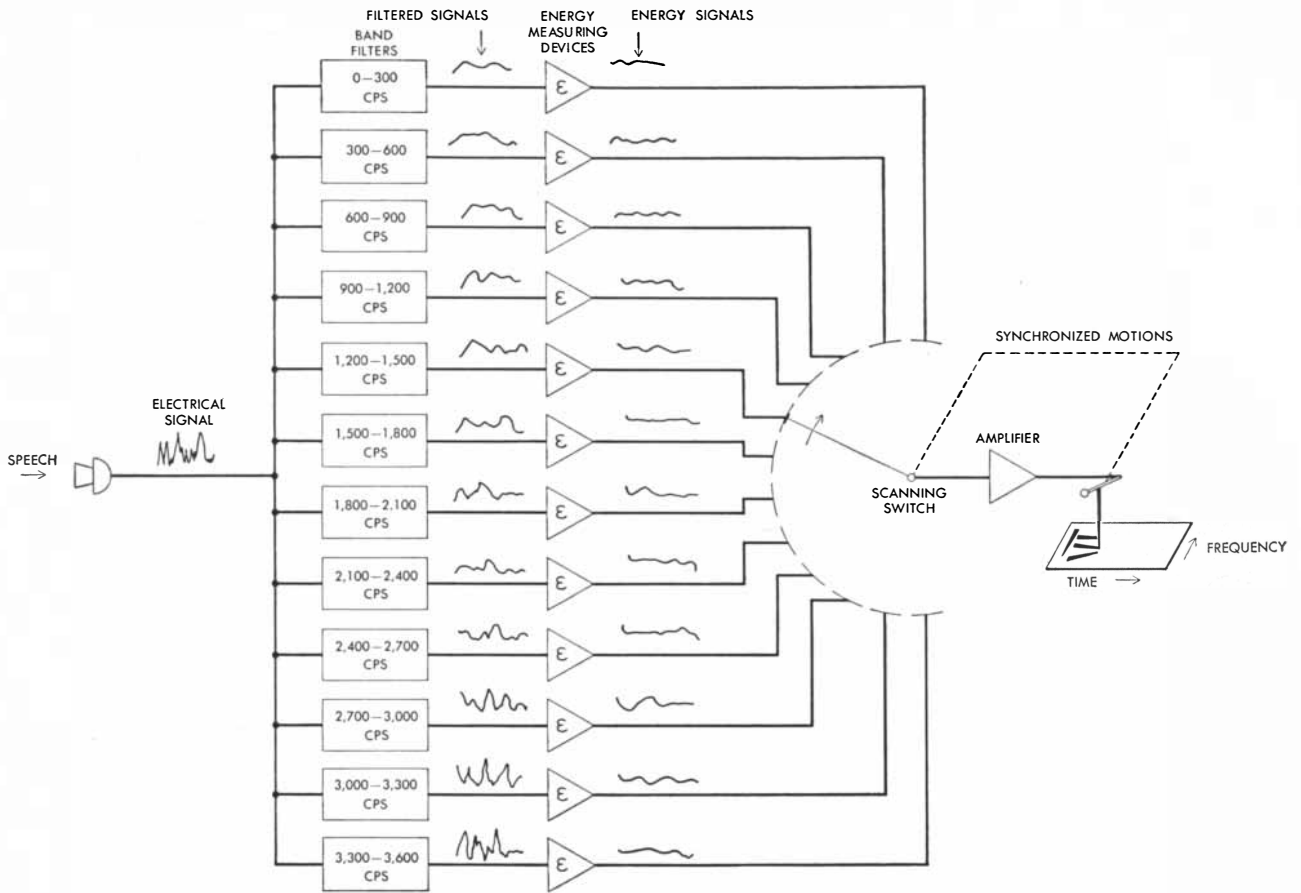 FILTERED SIGNALS
ENERGY
MEASURING
DEVICES
ENERGY SIGNALS
BAND
FILTERS
0—300
CPS
ε
300—600
CPS
ε
600—900
CPS
ε
900—1,200
CPS
ε
1,200—1,500
CPS
ε
1,500—1,800
CPS
ε
1,800—2,100
CPS
ε
2,100—2,400
CPS
ε
2,400—2,700
CPS
ε
2,700—3,000
CPS
ε
3,000—3,300
CPS
ε
3,300—3,600
CPS
ε
SPEECH
ELECTRICAL
SIGNAL
SYNCHRONIZED MOTIONS
AMPLIFIER
SCANNING
SWITCH
FREQUENCY
TIME